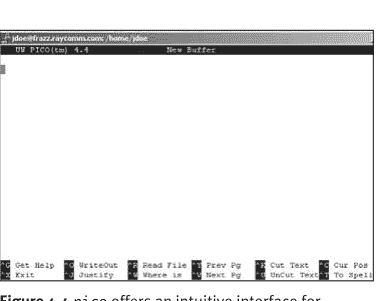 jdoe@frazz.raycomm.com: /home/jdoe
UW PICO(tm) 4.4 New Buffer
^G Get Help ^O WriteOut ^R Read File ^Y Prev Pg ^K Cut Text ^C Cur Pos
^X Exit ^J Justify ^W Where is ^V Next Pg ^U UnCut Text ^T To Spell
Figure 4.4 pico offers an intuitive interface for